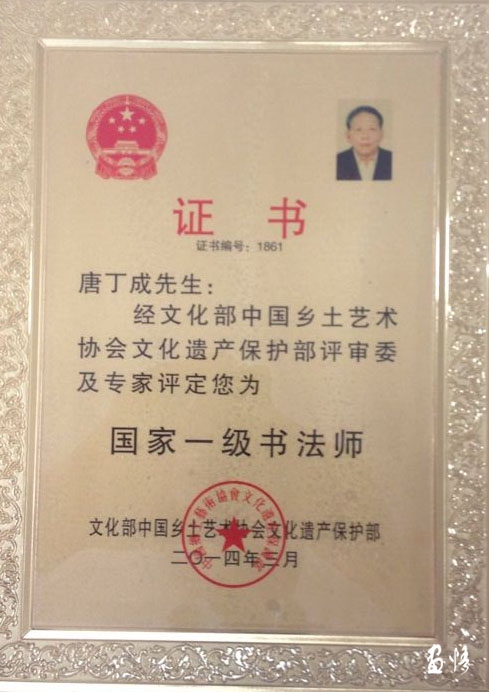 证书
证书编号：1861
唐丁成先生：
经文化部中国乡土艺术
协会文化遗产保护部评审委
及专家评定您为
国家一级书法师
文化部中国乡土艺术协会文化遗产保护部
二〇一四年三月